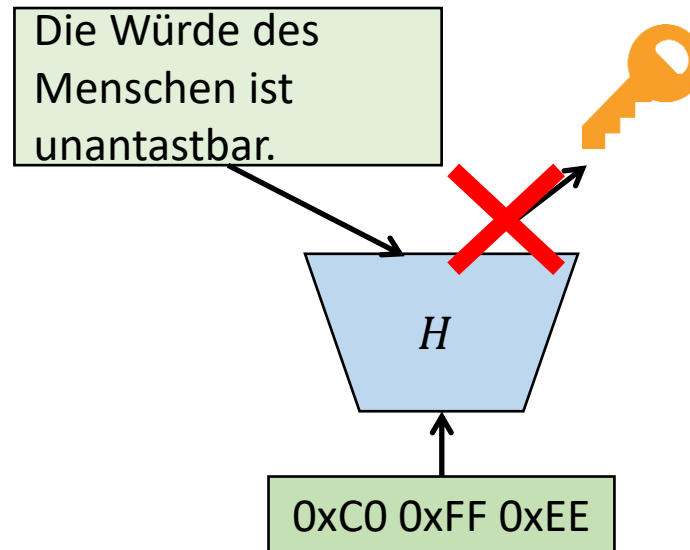 Die Würde des
Menschen ist
unantastbar.
H
0xC0 0xFF 0xEE